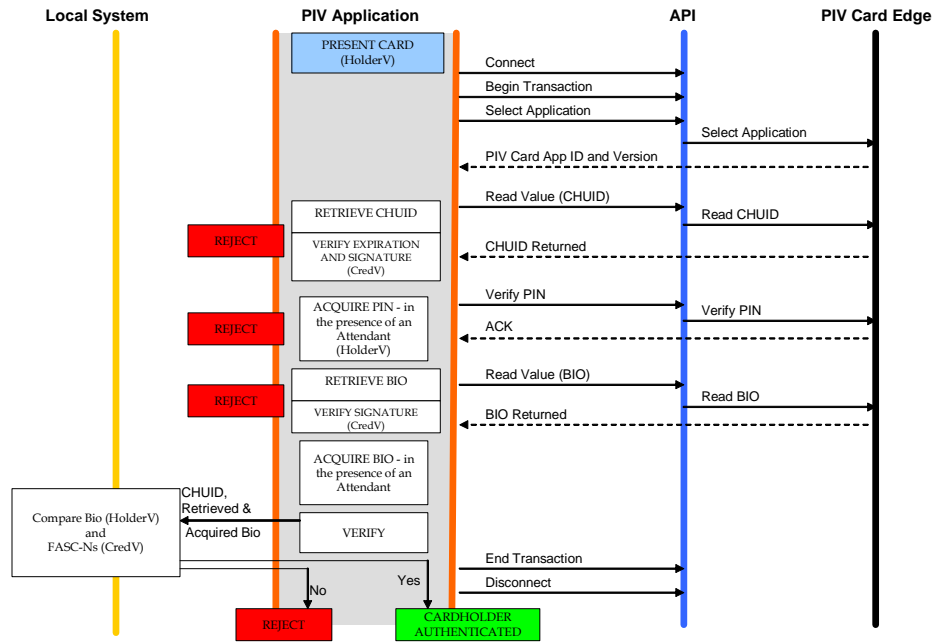 Local System
PIV Application
API
PIV Card Edge
PRESENT CARD
(HolderV)
Connect
Begin Transaction
Select Application
Select Application
PIV Card App ID and Version
Read Value (CHUID)
RETRIEVE CHUID
Read CHUID
REJECT
VERIFY EXPIRATION
AND SIGNATURE
(CredV)
CHUID Returned
Verify PIN
ACQUIRE PIN - in
the presence of an
Attendant
(HolderV)
Verify PIN
REJECT
ACK
Read Value (BIO)
RETRIEVE BIO
Read BIO
REJECT
VERIFY SIGNATURE
(CredV)
BIO Returned
ACQUIRE BIO - in
the presence of an
Attendant
CHUID,
Retrieved &
Acquired Bio
Compare Bio (HolderV)
and
FASC-Ns (CredV)
VERIFY
End Transaction
Disconnect
No
Yes
REJECT
CARDHOLDER
AUTHENTICATED